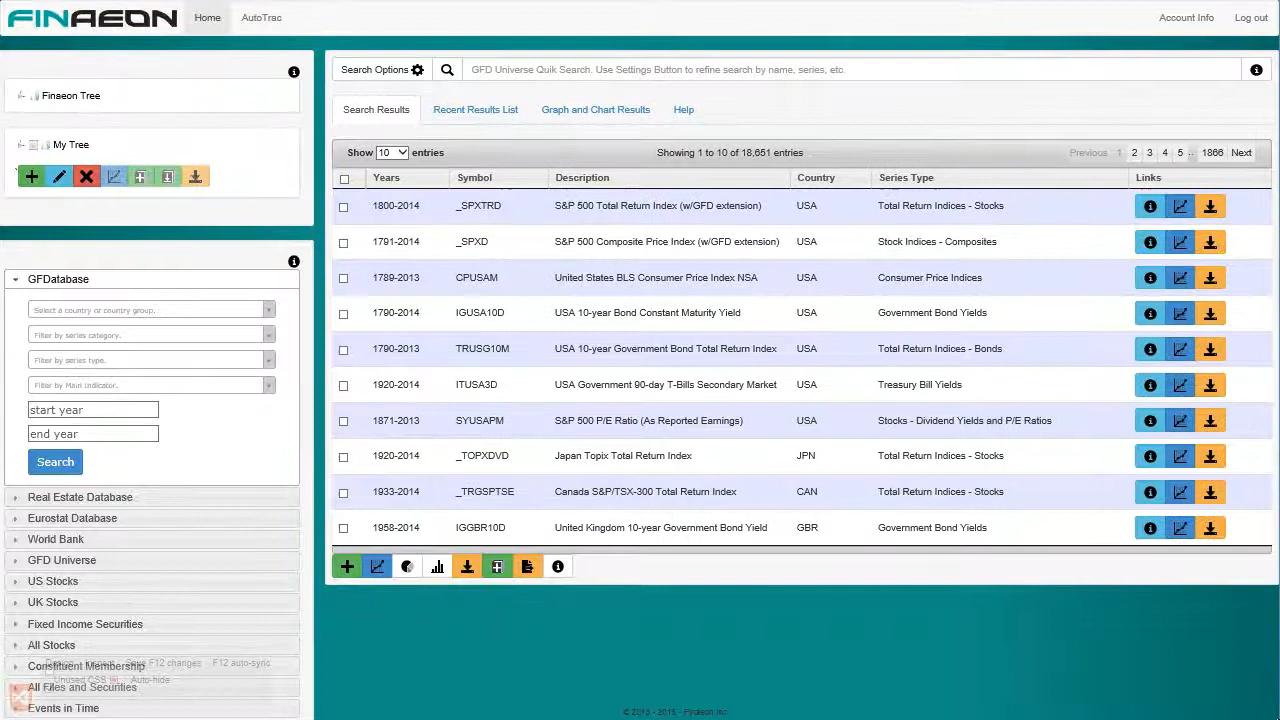 FINAEON Home AutoTrac Account Info Log out
Finaeon Tree
My Tree
GFDatabase
Select a country or country group.
Filter by series category.
Filter by series type.
Filter by Main Indicator.
start year
end year
Search
Real Estate Database
Eurostat Database
World Bank
GFD Universe
US Stocks
UK Stocks
Fixed Income Securities
All Stocks
Constituent Membership
F12 changes F12 auto-sync
Unused CSS Auto-hide
All Files and Securities
Events in Time
Search Options GFD Universe Quik Search. Use Settings Button to refine search by name, series, etc.
Search Results Recent Results List Graph and Chart Results Help
Show 10 entries Showing 1 to 10 of 18,651 entries Previous 1 2 3 4 5 .. 1866 Next
Years Symbol Description Country Series Type Links
1800-2014 _SPXTRD S&P 500 Total Return Index (w/GFD extension) USA Total Return Indices - Stocks
1791-2014 _SPXD S&P 500 Composite Price Index (w/GFD extension) USA Stock Indices - Composites
1789-2013 CPUSAM United States BLS Consumer Price Index NSA USA Consumer Price Indices
1790-2014 IGUSA10D USA 10-year Bond Constant Maturity Yield USA Government Bond Yields
1790-2013 TRUSG10M USA 10-year Government Bond Total Return Index USA Total Return Indices - Bonds
1920-2014 ITUSA3D USA Government 90-day T-Bills Secondary Market USA Treasury Bill Yields
1871-2013 SYUSAPM S&P 500 P/E Ratio (As Reported Earnings) USA Stocks - Dividend Yields and P/E Ratios
1920-2014 _TOPXDVD Japan Topix Total Return Index JPN Total Return Indices - Stocks
1933-2014 _TRGSPTSE Canada S&P/TSX-300 Total Return Index CAN Total Return Indices - Stocks
1958-2014 IGGBR10D United Kingdom 10-year Government Bond Yield GBR Government Bond Yields
© 2013 - 2015 - Finaeon Inc.